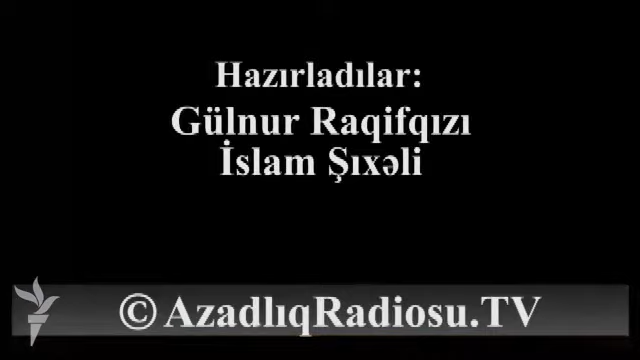 Hazırladılar:
Gülnur Raqifqızı
İslam Şıxəli
© AzadlıqRadiosu.TV